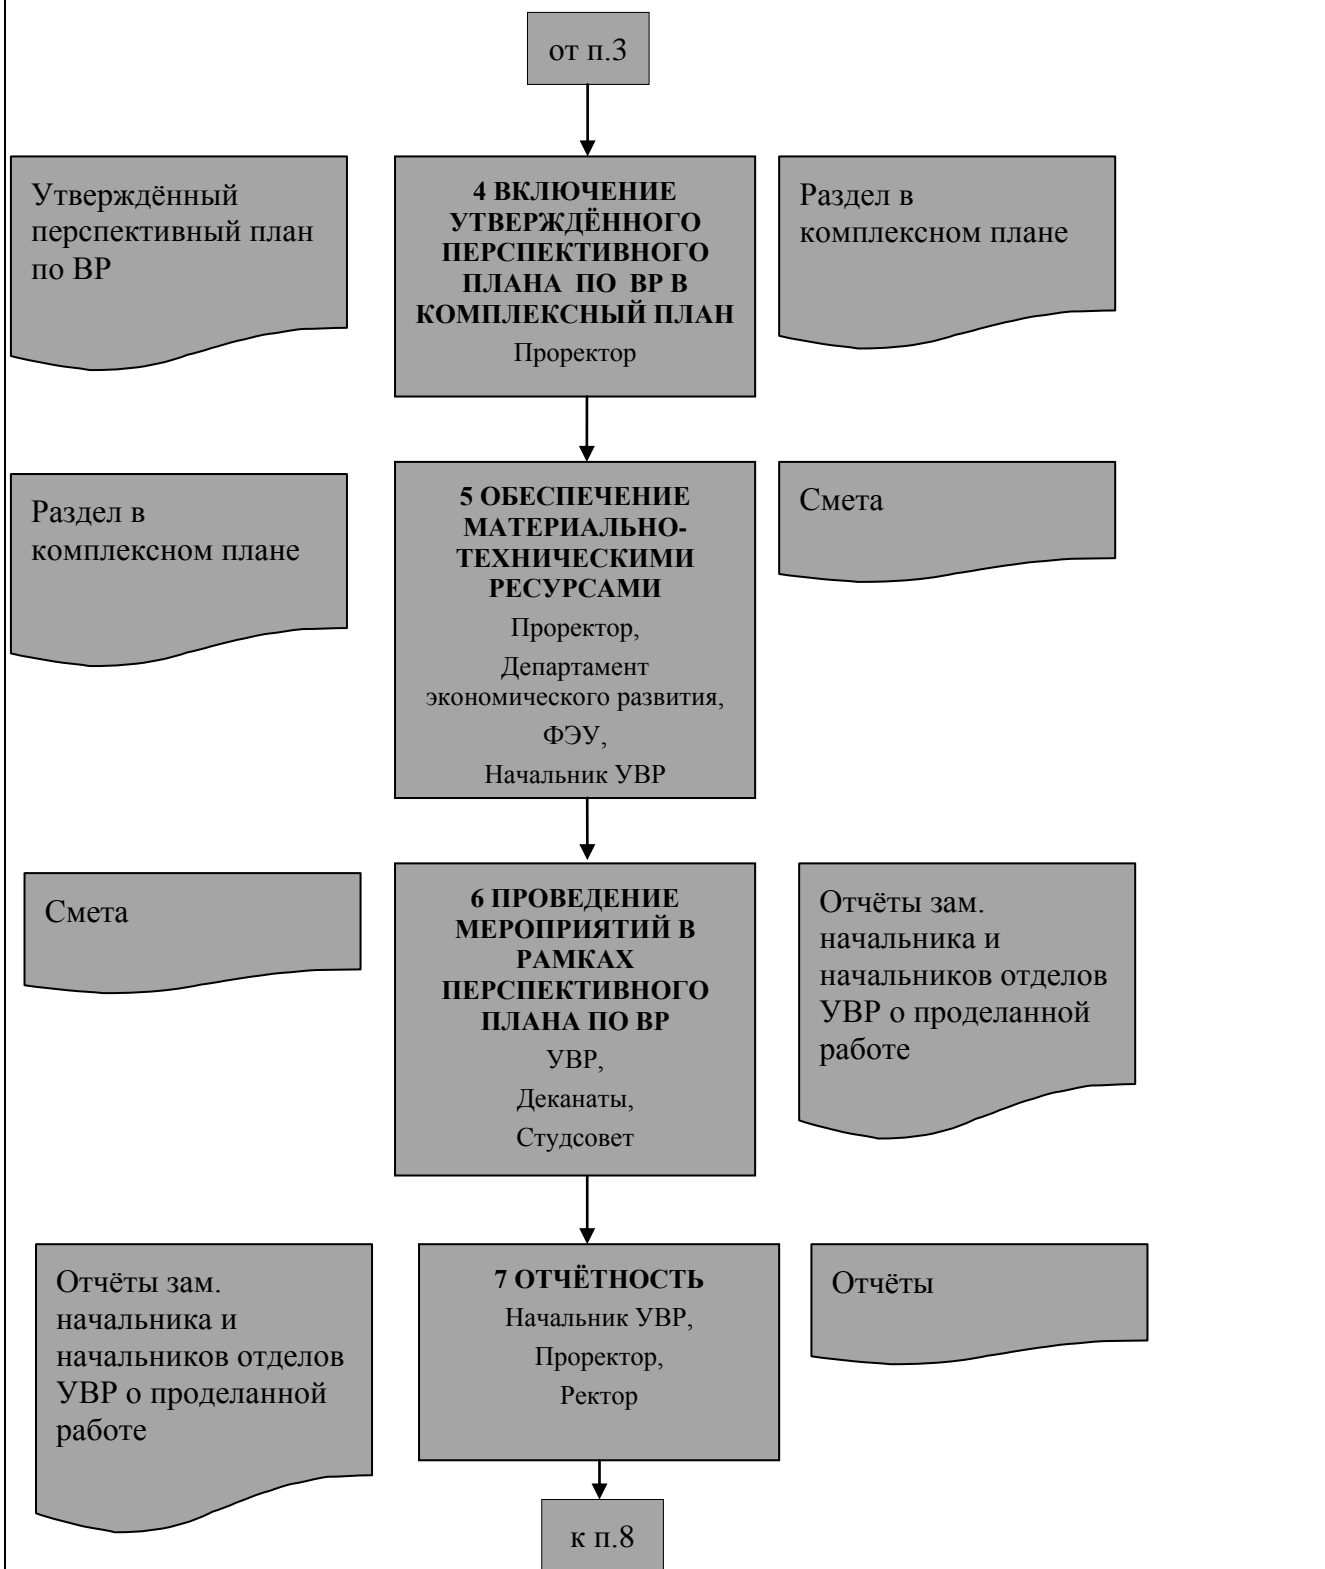 от п.3
Утверждённый
перспективный план
по ВР
4 ВКЛЮЧЕНИЕ
УТВЕРЖДЁННОГО
ПЕРСПЕКТИВНОГО
ПЛАНА ПО ВР В
КОМПЛЕКСНЫЙ ПЛАН
Проректор
Раздел в
комплексном плане
Раздел в
комплексном плане
5 ОБЕСПЕЧЕНИЕ
МАТЕРИАЛЬНО-
ТЕХНИЧЕСКИМИ
РЕСУРСАМИ
Проректор,
Департамент
экономического развития,
ФЭУ,
Начальник УВР
Смета
Смета
6 ПРОВЕДЕНИЕ
МЕРОПРИЯТИЙ В
РАМКАХ
ПЕРСПЕКТИВНОГО
ПЛАНА ПО ВР
УВР,
Деканаты,
Студсовет
Отчёты зам.
начальника и
начальников отделов
УВР о проделанной
работе
Отчёты зам.
начальника и
начальников отделов
УВР о проделанной
работе
7 ОТЧЁТНОСТЬ
Начальник УВР,
Проректор,
Ректор
Отчёты
к п.8